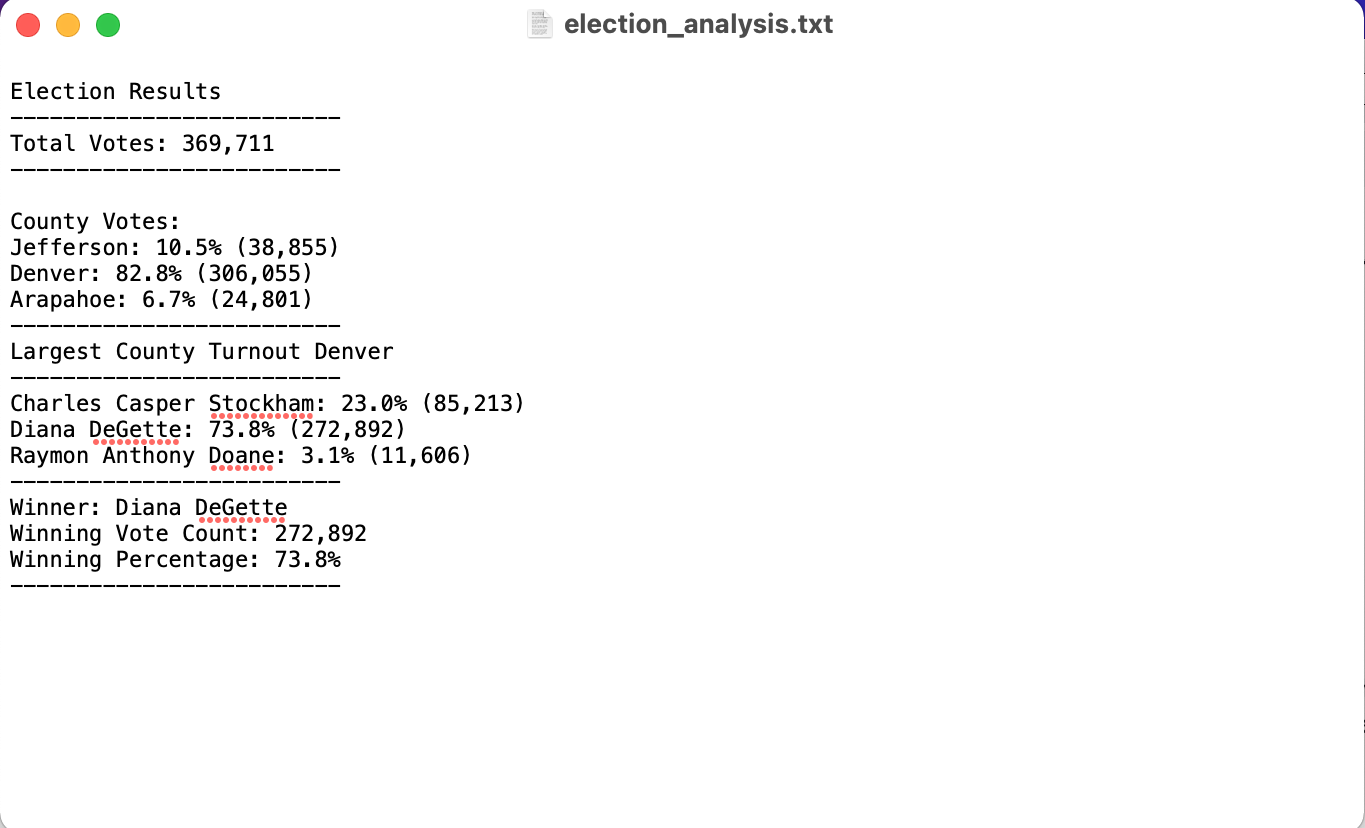 election_analysis.txt
Election Results
-------------------------
Total Votes: 369,711
-------------------------
County Votes:
Jefferson: 10.5% (38,855)
Denver: 82.8% (306,055)
Arapahoe: 6.7% (24,801)
-------------------------
Largest County Turnout Denver
-------------------------
Charles Casper Stockham: 23.0% (85,213)
Diana DeGette: 73.8% (272,892)
Raymon Anthony Doane: 3.1% (11,606)
-------------------------
Winner: Diana DeGette
Winning Vote Count: 272,892
Winning Percentage: 73.8%
-------------------------